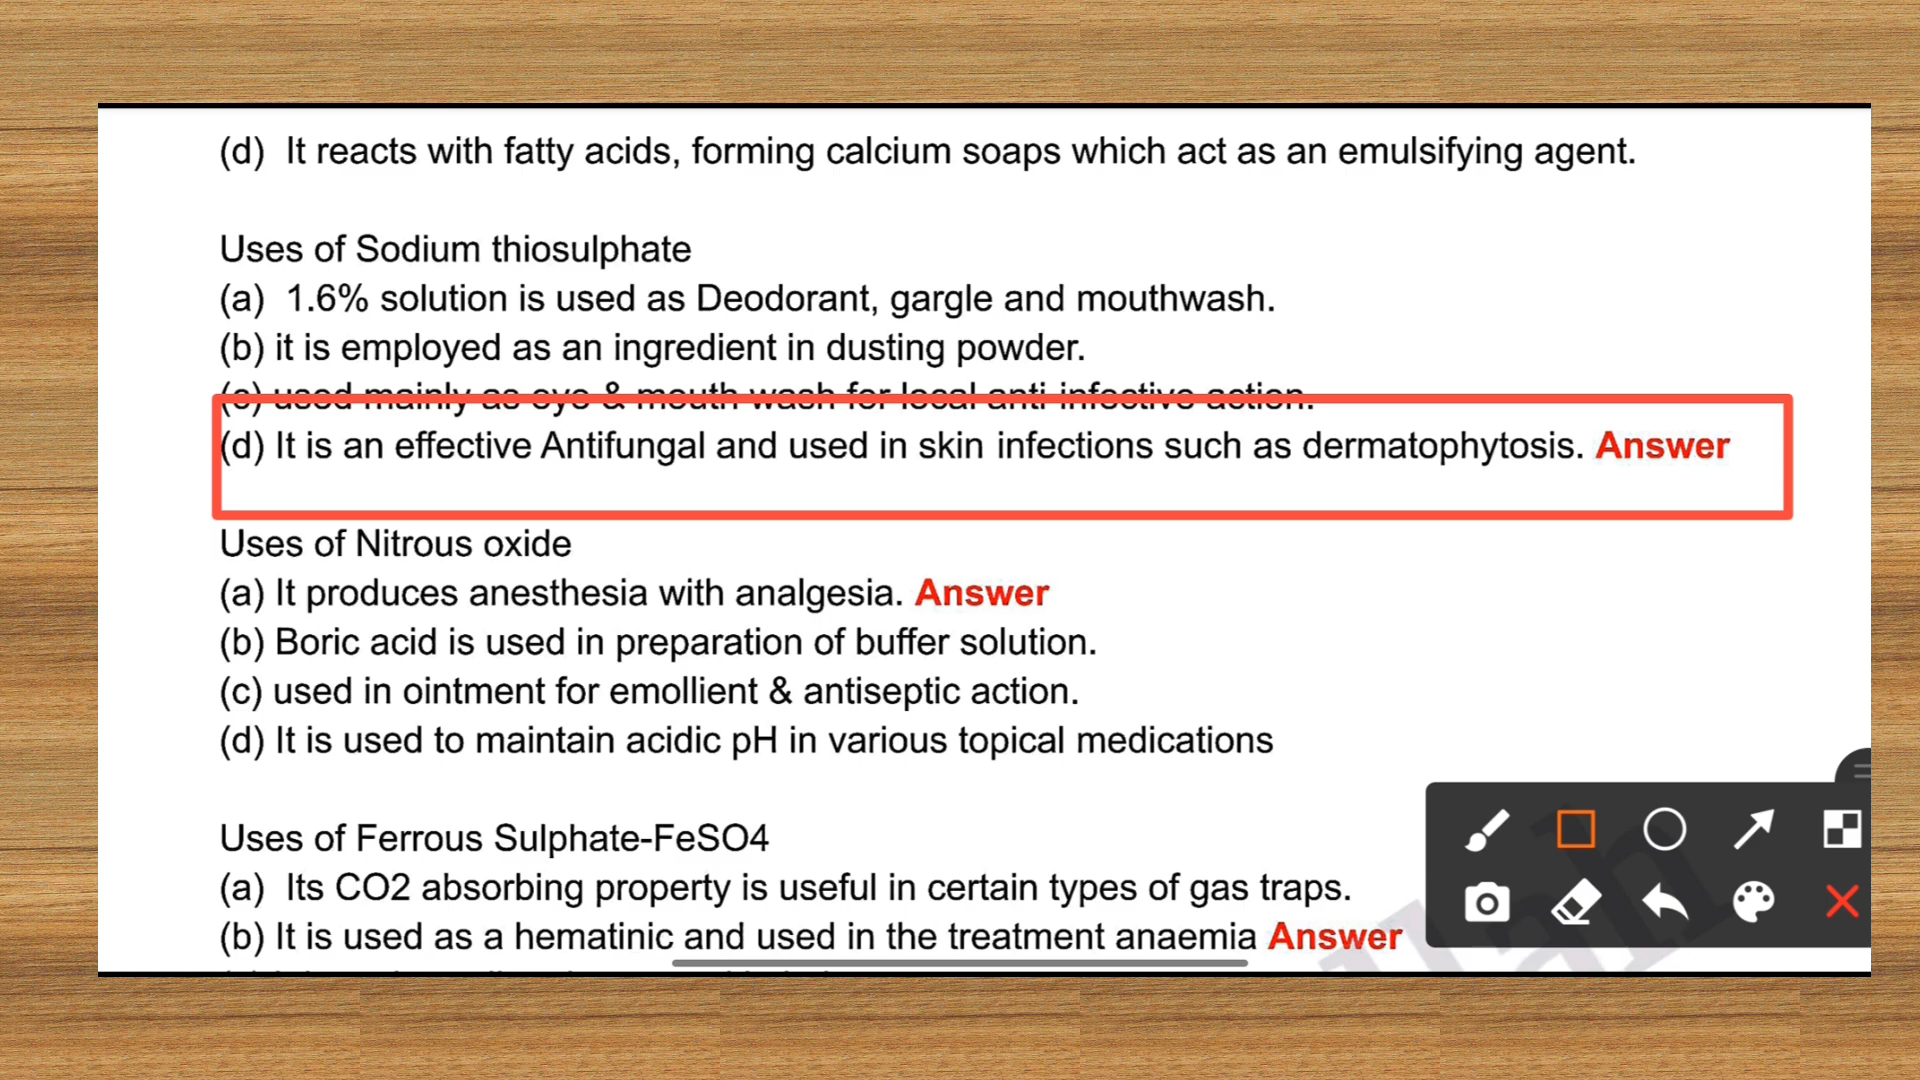 (d) It reacts with fatty acids, forming calcium soaps which act as an emulsifying agent.
Uses of Sodium thiosulphate
(a) 1.6% solution is used as Deodorant, gargle and mouthwash.
(b) it is employed as an ingredient in dusting powder.
(c) used mainly as eye & mouth wash for local anti-infective action.
(d) It is an effective Antifungal and used in skin infections such as dermatophytosis. Answer
Uses of Nitrous oxide
(a) It produces anesthesia with analgesia. Answer
(b) Boric acid is used in preparation of buffer solution.
(c) used in ointment for emollient & antiseptic action.
(d) It is used to maintain acidic pH in various topical medications
Uses of Ferrous Sulphate-FeSO4
(a) Its CO2 absorbing property is useful in certain types of gas traps.
(b) It is used as a hematinic and used in the treatment anaemia Answer